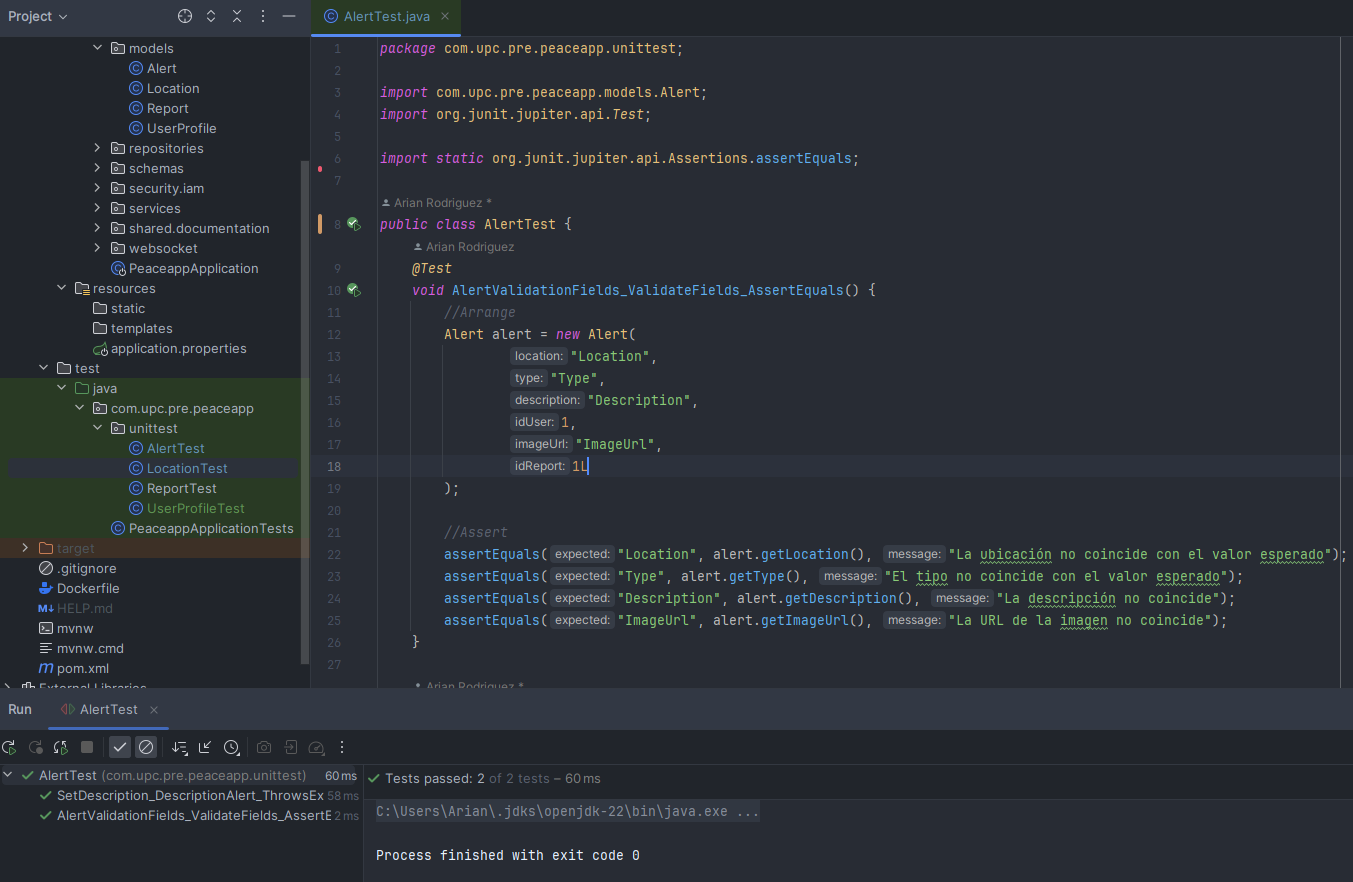 Project
models
Alert
Location
Report
UserProfile
repositories
schemas
security.iam
services
shared.documentation
websocket
PeaceappApplication
resources
static
templates
application.properties
test
java
com.upc.pre.peaceapp
unittest
AlertTest
LocationTest
ReportTest
UserProfileTest
PeaceappApplicationTests
target
.gitignore
Dockerfile
M↓ HELP.md
mvnw
mvnw.cmd
pom.xml
External Libraries
AlertTest.java
1 package com.upc.pre.peaceapp.unittest;
2
3 import com.upc.pre.peaceapp.models.Alert;
4 import org.junit.jupiter.api.Test;
5
6 import static org.junit.jupiter.api.Assertions.assertEquals;
7
Arian Rodriguez *
8 public class AlertTest {
Arian Rodriguez
9 @Test
10 void AlertValidationFields_ValidateFields_AssertEquals() {
11 //Arrange
12 Alert alert = new Alert(
13 location: "Location",
14 type: "Type",
15 description: "Description",
16 idUser: 1,
17 imageUrl: "ImageUrl",
18 idReport: 1L
19 );
20
21 //Assert
22 assertEquals( expected: "Location", alert.getLocation(), message: "La ubicación no coincide con el valor esperado");
23 assertEquals( expected: "Type", alert.getType(), message: "El tipo no coincide con el valor esperado");
24 assertEquals( expected: "Description", alert.getDescription(), message: "La descripción no coincide");
25 assertEquals( expected: "ImageUrl", alert.getImageUrl(), message: "La URL de la imagen no coincide");
26 }
27
Arian Rodriguez *
Run AlertTest
AlertTest (com.upc.pre.peaceapp.unittest) 60 ms
SetDescription_DescriptionAlert_ThrowsEx 58 ms
AlertValidationFields_ValidateFields_AssertE 2 ms
Tests passed: 2 of 2 tests – 60 ms
C:\Users\Arian\.jdks\openjdk-22\bin\java.exe ...
Process finished with exit code 0